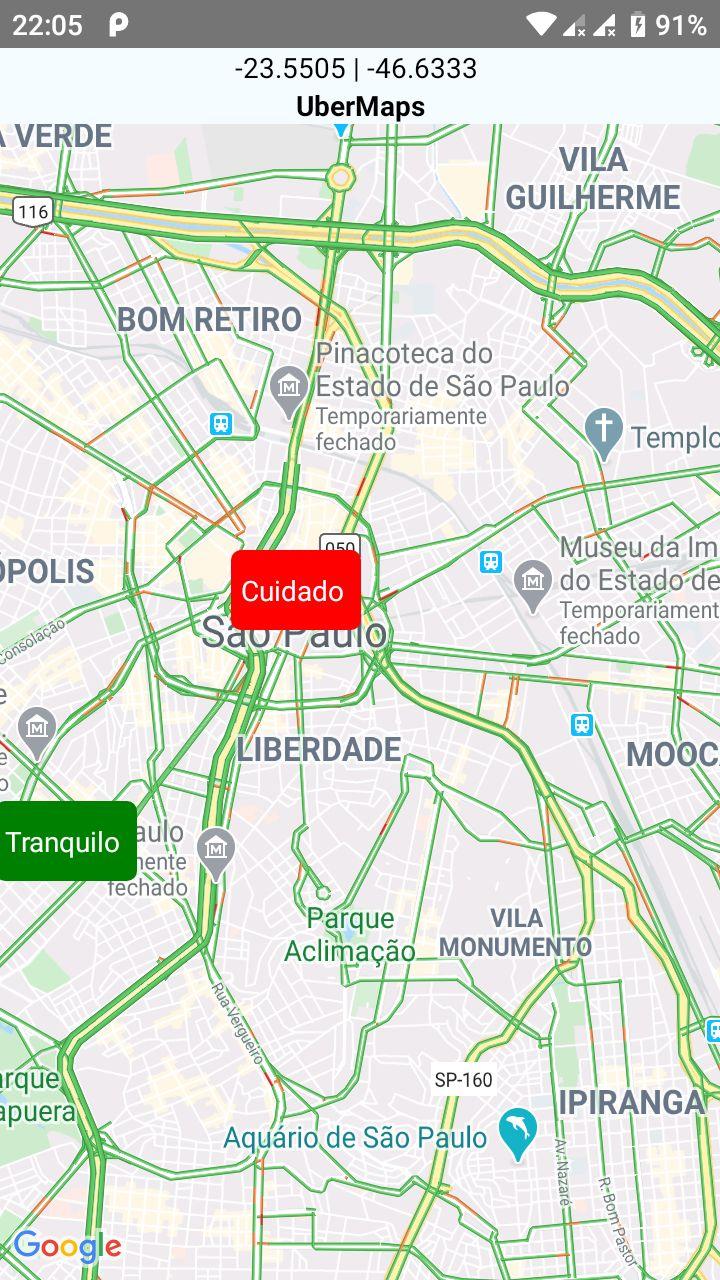 22:05
91%
-23.5505 | -46.6333
UberMaps
A VERDE
VILA
GUILHERME
116
BOM RETIRO
Pinacoteca do
Estado de São Paulo
Temporariamente
fechado
Templo
050
Museu da Im
do Estado de
Temporariament
fechado
ÓPOLIS
Cuidado
São Paulo
Consolação
LIBERDADE
MOOCA
Tranquilo
aulo
nente
fechado
Parque
Aclimação
VILA
MONUMENTO
Rua Vergueiro
SP-160
arque
apuera
IPIRANGA
Aquário de São Paulo
Av. Nazaré
R. Bom Pastor
Google